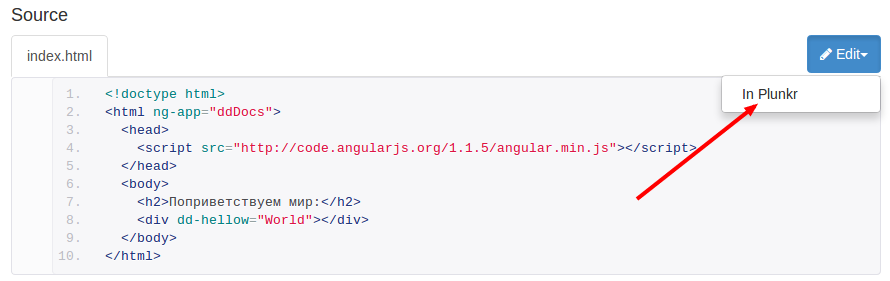 Source
index.html
Edit
In Plunkr
1. <!doctype html>
2. <html ng-app="ddDocs">
3. <head>
4. <script src="http://code.angularjs.org/1.1.5/angular.min.js"></script>
5. </head>
6. <body>
7. <h2>Поприветствуем мир:</h2>
8. <div dd-hellow="World"></div>
9. </body>
10. </html>